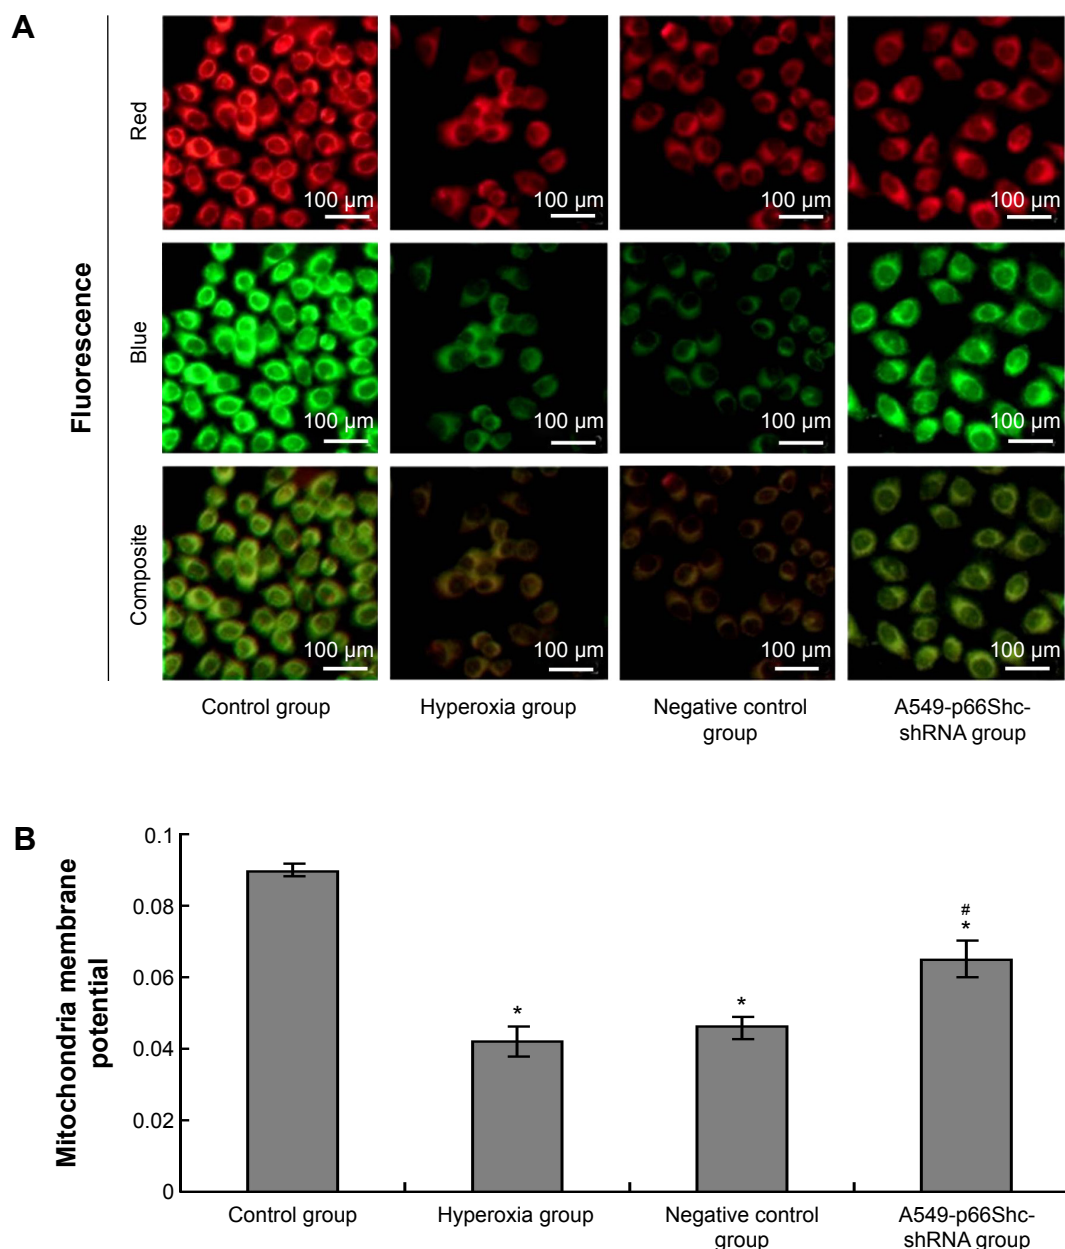 A
Fluorescence
Red
100 µm
100 µm
100 µm
100 µm
Blue
100 µm
100 µm
100 µm
100 µm
Composite
100 µm
100 µm
100 µm
100 µm
Control group
Hyperoxia group
Negative control
group
A549-p66Shc-
shRNA group
B
Mitochondria membrane
potential
0.1
0.08
0.06
0.04
0.02
0
*
*
#
*
Control group
Hyperoxia group
Negative control
group
A549-p66Shc-
shRNA group